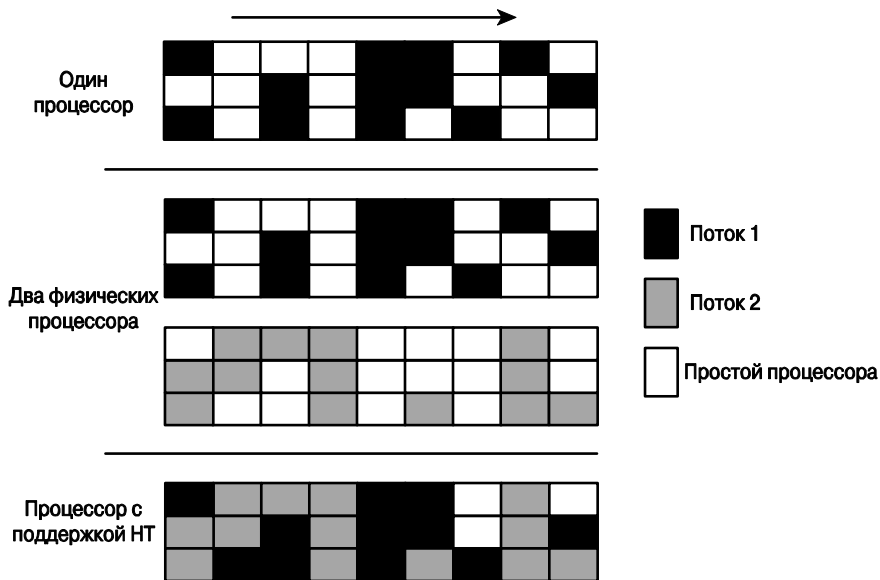 Один
процессор
Два физических
процессора
Процессор с
поддержкой HT
Поток 1
Поток 2
Простой процессора